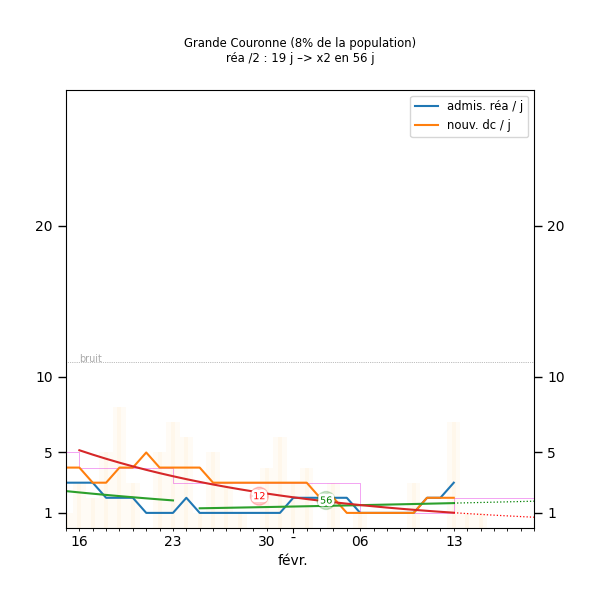 Grande Couronne (8% de la population)
réa /2 : 19 j –> x2 en 56 j
admis. réa / j
nouv. dc / j
20
20
bruit
10
10
5
5
12
56
1
1
16
23
30
-
06
13
févr.